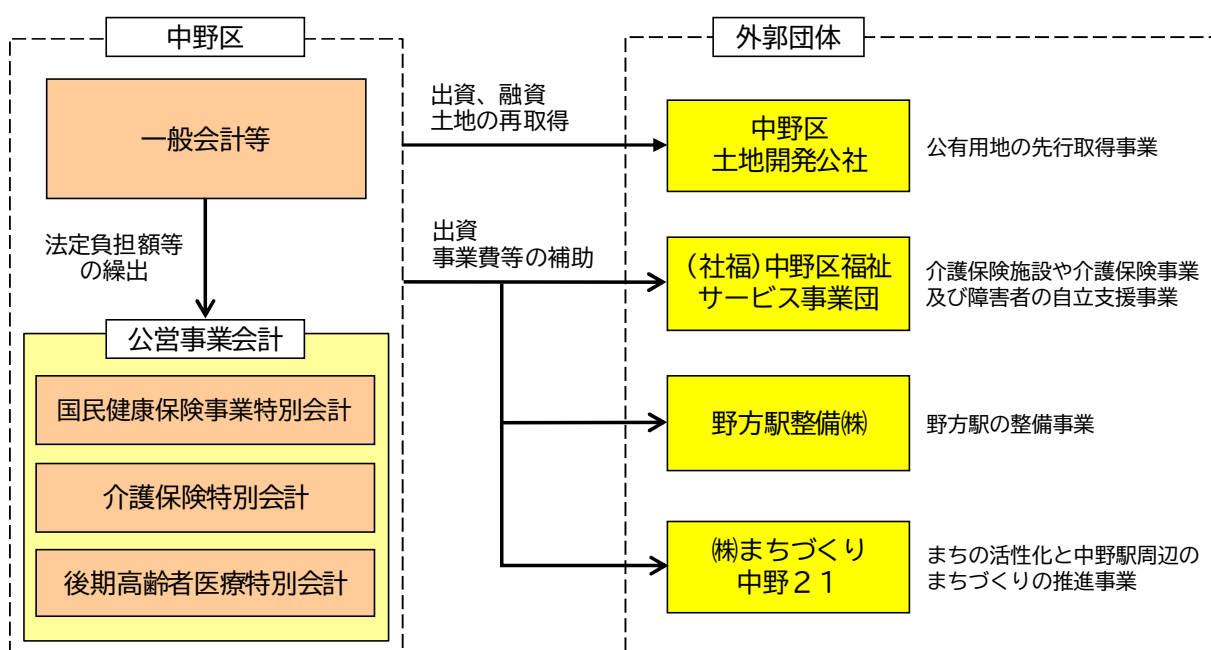 中野区
一般会計等
法定負担額等
の繰出
公営事業会計
国民健康保険事業特別会計
介護保険特別会計
後期高齢者医療特別会計
出資、融資
土地の再取得
出資
事業費等の補助
外郭団体
中野区
土地開発公社
公有用地の先行取得事業
(社福)中野区福祉
サービス事業団
介護保険施設や介護保険事業
及び障害者の自立支援事業
野方駅整備㈱
野方駅の整備事業
㈱まちづくり
中野２１
まちの活性化と中野駅周辺の
まちづくりの推進事業